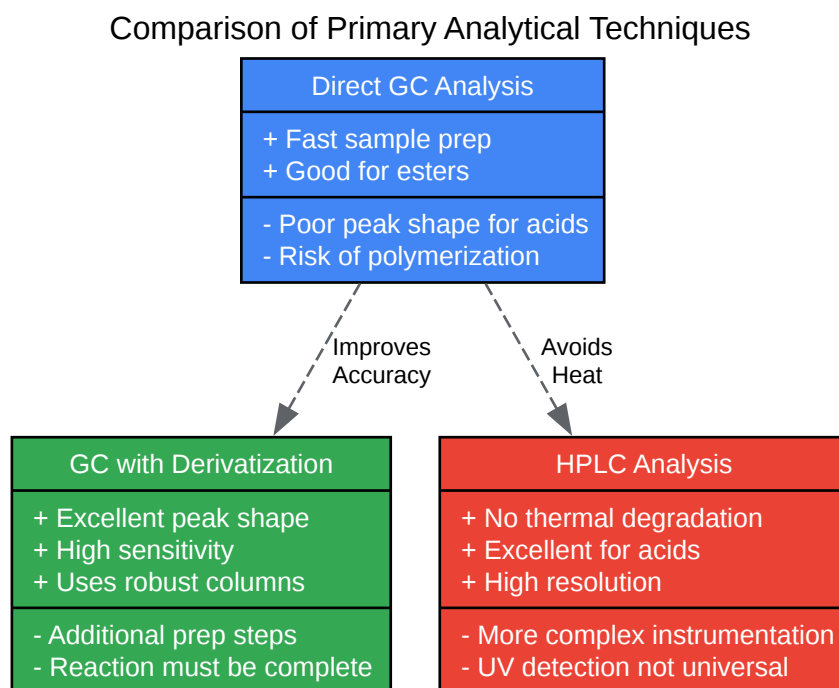 Comparison of Primary Analytical Techniques
Direct GC Analysis
+ Fast sample prep
+ Good for esters
- Poor peak shape for acids
- Risk of polymerization
Improves
Accuracy
Avoids
Heat
GC with Derivatization
+ Excellent peak shape
+ High sensitivity
+ Uses robust columns
- Additional prep steps
- Reaction must be complete
HPLC Analysis
+ No thermal degradation
+ Excellent for acids
+ High resolution
- More complex instrumentation
- UV detection not universal